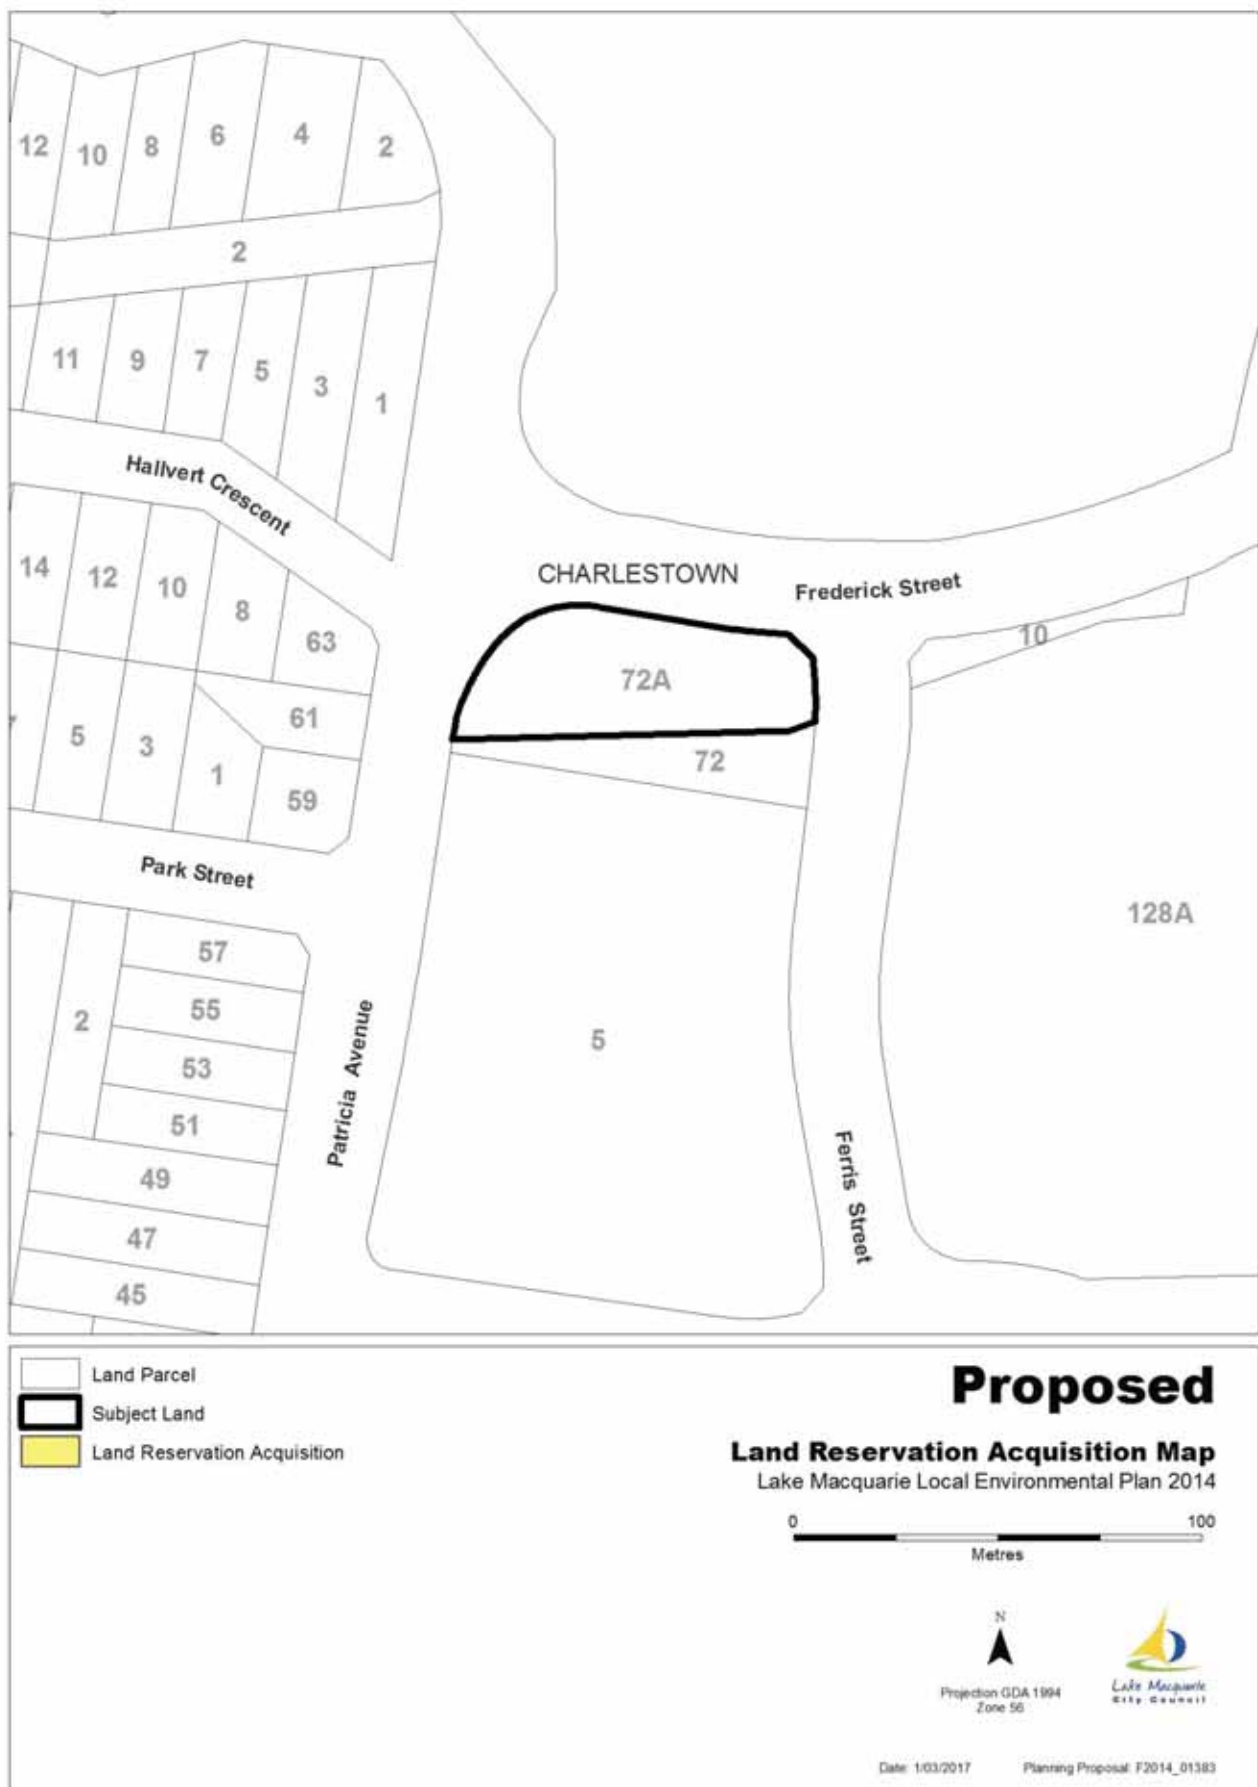 12
10
8
6
4
2
2
11
9
7
5
3
1
Hallvert Crescent
14
12
10
8
63
CHARLESTOWN
Frederick Street
10
72A
61
5
3
1
59
72
Park Street
128A
57
55
2
53
51
49
47
45
5
Patricia Avenue
Ferris Street
Land Parcel
Subject Land
Land Reservation Acquisition
Proposed
Land Reservation Acquisition Map
Lake Macquarie Local Environmental Plan 2014
0 100
Metres
N
Projection GDA 1994
Zone 56
Lake Macquarie
City Council
Date: 1/03/2017 Planning Proposal: F2014_01383